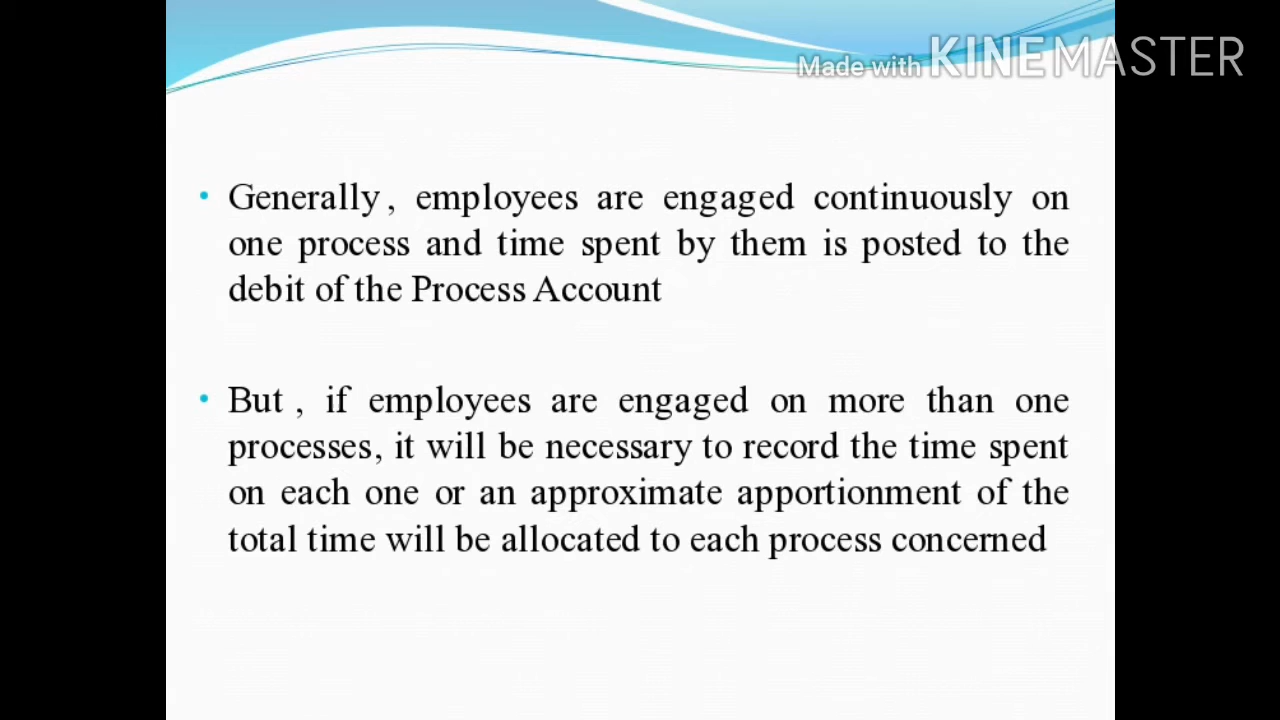 Made with KINEMASTER
• Generally , employees are engaged continuously on
one process and time spent by them is posted to the
debit of the Process Account
• But , if employees are engaged on more than one
processes, it will be necessary to record the time spent
on each one or an approximate apportionment of the
total time will be allocated to each process concerned